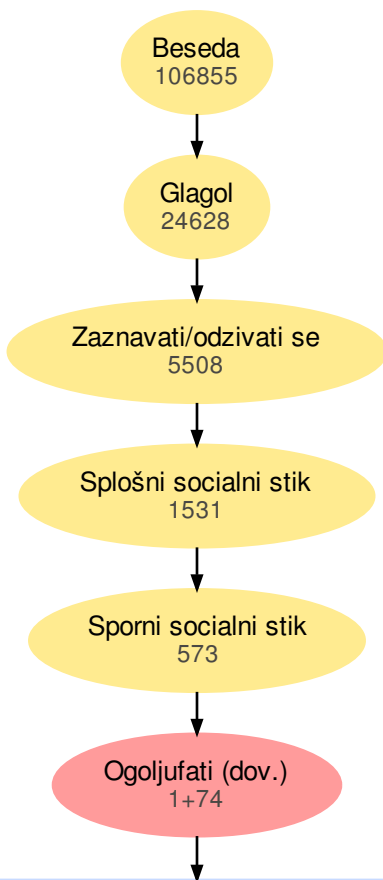 Beseda
106855
Glagol
24628
Zaznavati/odzivati se
5508
Splošni socialni stik
1531
Sporni socialni stik
573
Ogoljufati (dov.)
1+74